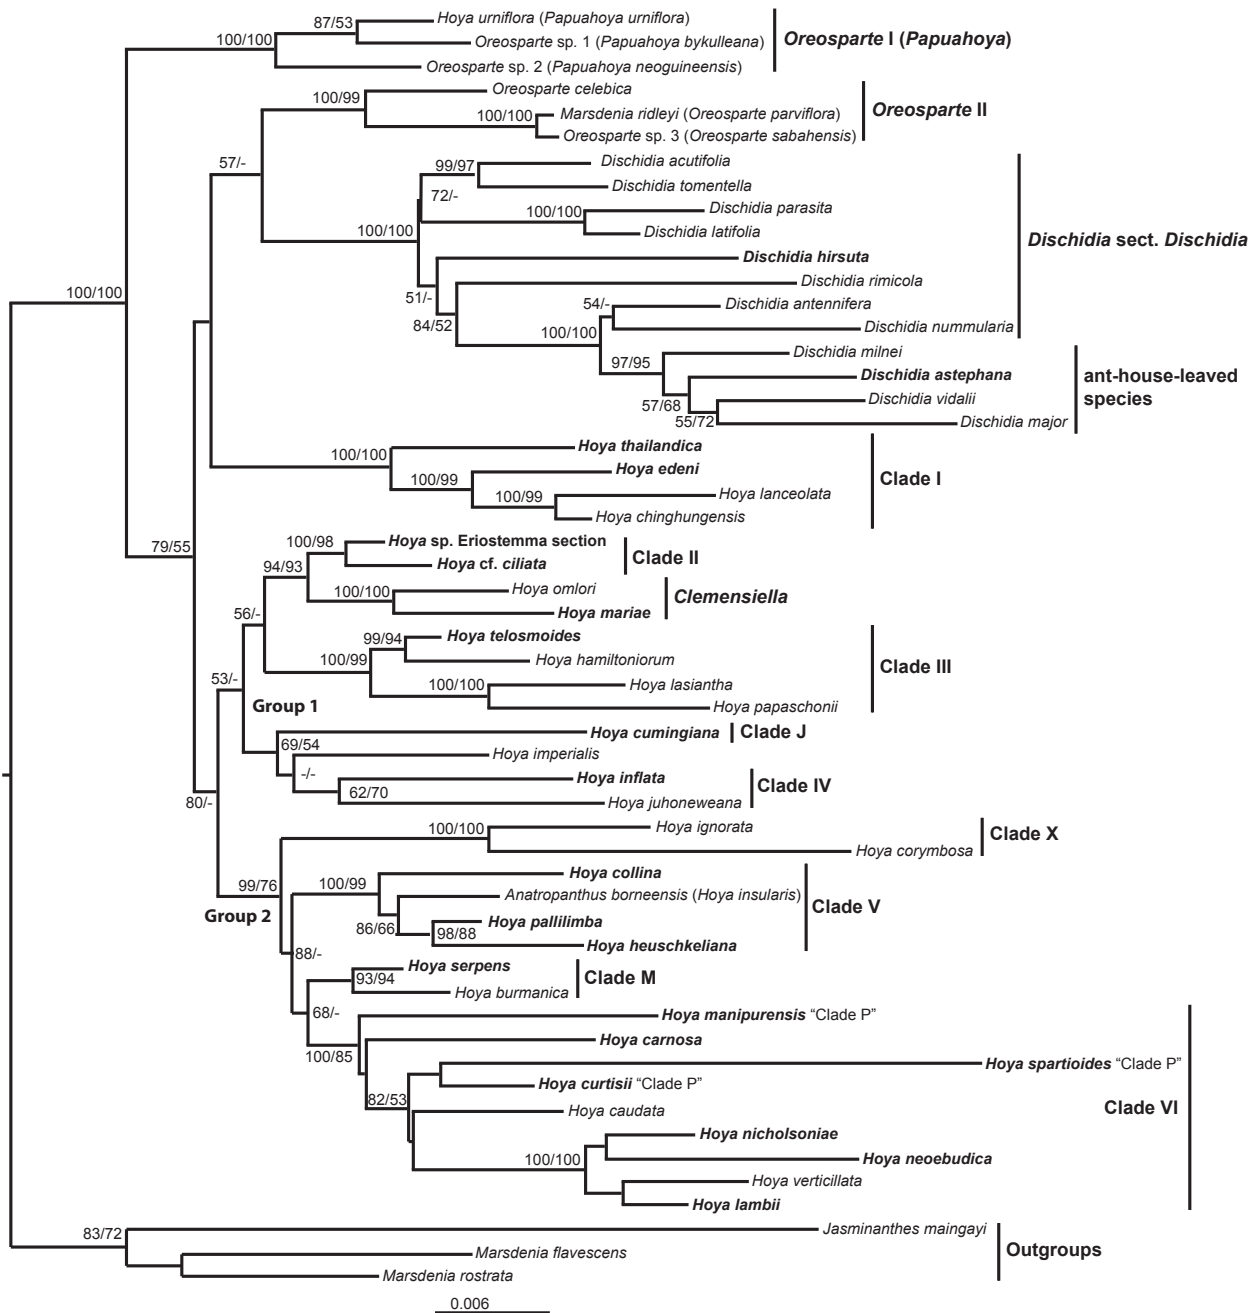 87/53
Hoya urniflora (Papuahoya urniflora)
100/100
Oreosparte sp. 1 (Papuahoya bykulleana)
Oreosparte I (Papuahoya)
Oreosparte sp. 2 (Papuahoya neoguineensis)
100/99
Oreosparte celebica
100/100
Marsdenia ridleyi (Oreosparte parviflora)
Oreosparte II
Oreosparte sp. 3 (Oreosparte sabahensis)
57/-
99/97
Dischidia acutifolia
72/-
Dischidia tomentella
100/100
Dischidia parasita
100/100
Dischidia latifolia
Dischidia sect. Dischidia
Dischidia hirsuta
100/100
51/-
Dischidia rimicola
84/52
54/-
Dischidia antennifera
100/100
Dischidia nummularia
97/95
Dischidia milnei
Dischidia astephana
ant-house-leaved
species
57/68
Dischidia vidalii
55/72
Dischidia major
100/100
Hoya thailandica
100/99
Hoya edeni
Clade I
100/99
Hoya lanceolata
Hoya chinghungensis
79/55
100/98
Hoya sp. Eriostemma section
Clade II
94/93
Hoya cf. ciliata
100/100
Hoya omlori
Clemensiella
56/-
Hoya mariae
99/94
Hoya telosmoides
100/99
Hoya hamiltoniorum
Clade III
53/-
100/100
Hoya lasiantha
Group 1
Hoya papaschonii
Hoya cumingiana
Clade J
69/54
Hoya imperialis
-/-
Hoya inflata
Clade IV
62/70
Hoya juhoneweana
80/-
100/100
Hoya ignorata
Clade X
Hoya corymbosa
99/76
100/99
Hoya collina
Anatropanthus borneensis (Hoya insularis)
Clade V
Group 2
86/66
Hoya pallilimba
98/88
Hoya heuschkeliana
88/-
Hoya serpens
Clade M
93/94
Hoya burmanica
68/-
Hoya manipurensis “Clade P”
100/85
Hoya carnosa
Hoya spartioides “Clade P”
Hoya curtisii “Clade P”
82/53
Hoya caudata
Clade VI
Hoya nicholsoniae
100/100
Hoya neoebudica
Hoya verticillata
Hoya lambii
83/72
Jasminanthes maingayi
Marsdenia flavescens
Outgroups
Marsdenia rostrata
0.006